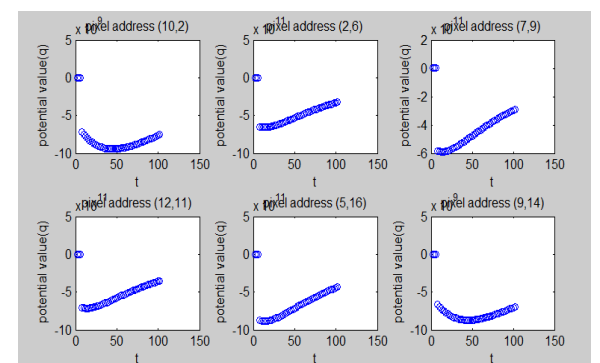 x 10^9 pixel address (10,2)
5
0
-5
-10
potential value(q)
0 50 100 150
t
x 10^11 pixel address (2,6)
5
0
-5
-10
potential value(q)
0 50 100 150
t
x 10^11 pixel address (7,9)
2
0
-2
-4
-6
potential value(q)
0 50 100 150
t
x 10^11 pixel address (12,11)
5
0
-5
-10
potential value(q)
0 50 100 150
t
x 10^11 pixel address (5,16)
5
0
-5
-10
potential value(q)
0 50 100 150
t
x 10^9 pixel address (9,14)
5
0
-5
-10
potential value(q)
0 50 100 150
t